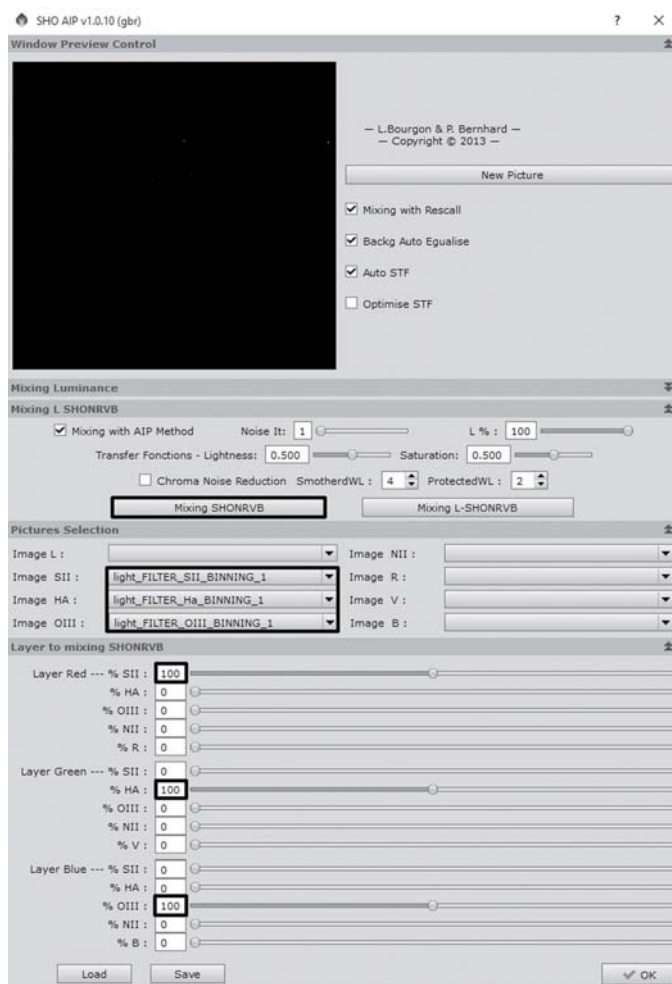 SHO AIP v1.0.10 (gbr) ? ×
Window Preview Control
— L.Bourgon & P. Bernhard —
— Copyright © 2013 —
New Picture
Mixing with Rescall
Backg Auto Egualise
Auto STF
Optimise STF
Mixing Luminance
Mixing L SHONRVB
Mixing with AIP Method Noise It: 1 L % : 100
Transfer Fonctions - Lightness: 0.500 Saturation: 0.500
Chroma Noise Reduction SmotherdWL : 4 ProtectedWL : 2
Mixing SHONRVB Mixing L-SHONRVB
Pictures Selection
Image L : Image NII :
Image SII : light_FILTER_SII_BINNING_1 Image R :
Image HA : light_FILTER_Ha_BINNING_1 Image V :
Image OIII : light_FILTER_OIII_BINNING_1 Image B :
Layer to mixing SHONRVB
Layer Red --- % SII : 100
% HA : 0
% OIII : 0
% NII : 0
% R : 0
Layer Green --- % SII : 0
% HA : 100
% OIII : 0
% NII : 0
% V : 0
Layer Blue --- % SII : 0
% HA : 0
% OIII : 100
% NII : 0
% B : 0
Load Save OK